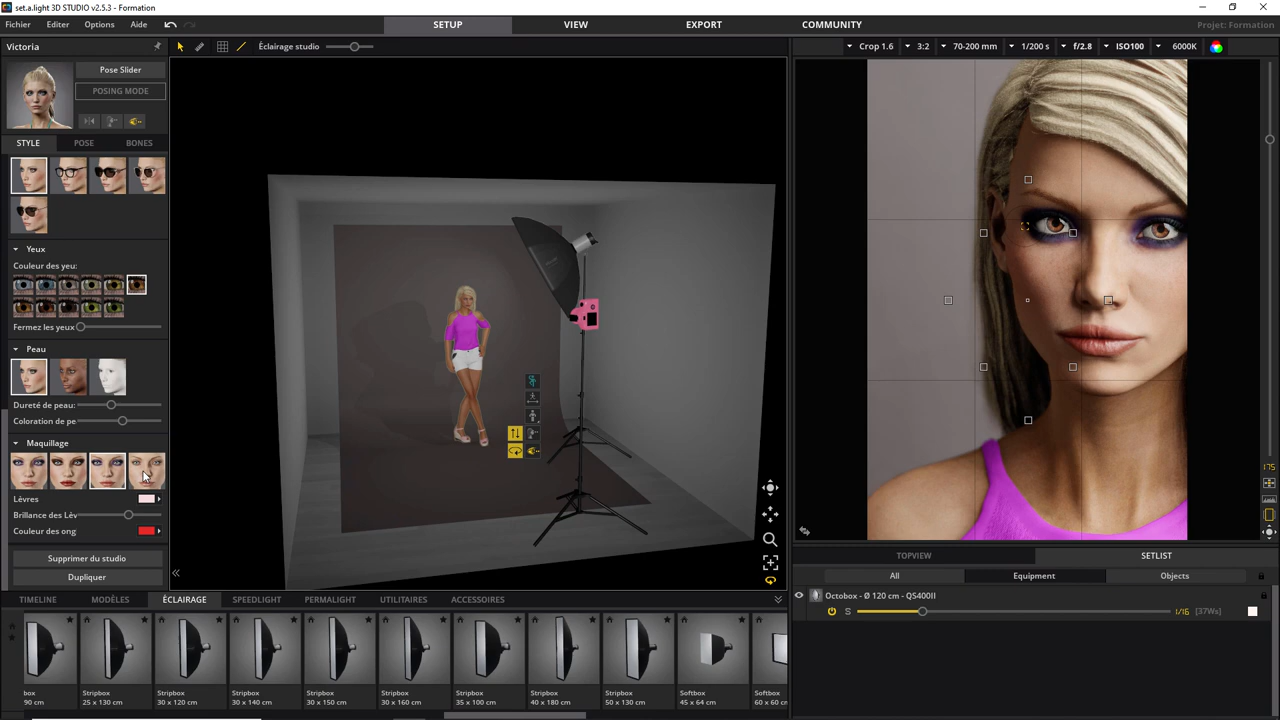 set.a.light 3D STUDIO v2.5.3 - Formation
Fichier Editer Options Aide
SETUP VIEW EXPORT COMMUNITY
Projet: Formation
Victoria
Éclairage studio
Crop 1.6 3:2 70-200 mm 1/200 s f/2.8 ISO100 6000K
Pose Slider
POSING MODE
STYLE POSE BONES
Yeux
Couleur des yeu:
Fermez les yeux
Peau
Dureté de peau:
Coloration de pe
Maquillage
Lèvres
Brillance des Lèv
Couleur des ong
Supprimer du studio
Dupliquer
175
TOPVIEW SETLIST
All Equipment Objects
Octobox - Ø 120 cm - QS400II
S 1/16 [37Ws]
TIMELINE MODÈLES ÉCLAIRAGE SPEEDLIGHT PERMALIGHT UTILITAIRES ACCESSOIRES
box
90 cm
Stripbox
25 x 130 cm
Stripbox
30 x 120 cm
Stripbox
30 x 140 cm
Stripbox
30 x 150 cm
Stripbox
30 x 160 cm
Stripbox
35 x 100 cm
Stripbox
40 x 180 cm
Stripbox
50 x 130 cm
Softbox
45 x 64 cm
Softbox
60 x 60 c